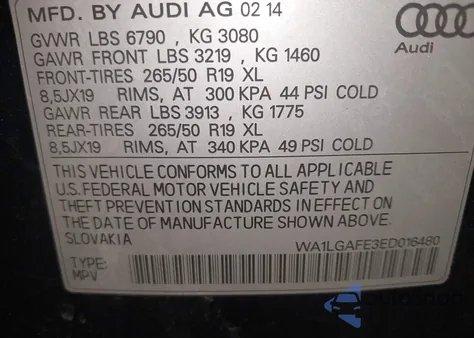 MFD. BY AUDI AG 02 14
GVWR LBS 6790 , KG 3080
GAWR FRONT LBS 3219 , KG 1460
FRONT-TIRES 265/50 R19 XL
8,5JX19 RIMS, AT 300 KPA 44 PSI COLD
GAWR REAR LBS 3913 , KG 1775
REAR-TIRES 265/50 R19 XL
8,5JX19 RIMS, AT 340 KPA 49 PSI COLD
Audi
THIS VEHICLE CONFORMS TO ALL APPLICABLE
U.S. FEDERAL MOTOR VEHICLE SAFETY AND
THEFT PREVENTION STANDARDS IN EFFECT ON
THE DATE OF MANUFACTURE SHOWN ABOVE.
SLOVAKIA WA1LGAFE3ED016480
TYPE:
MPV